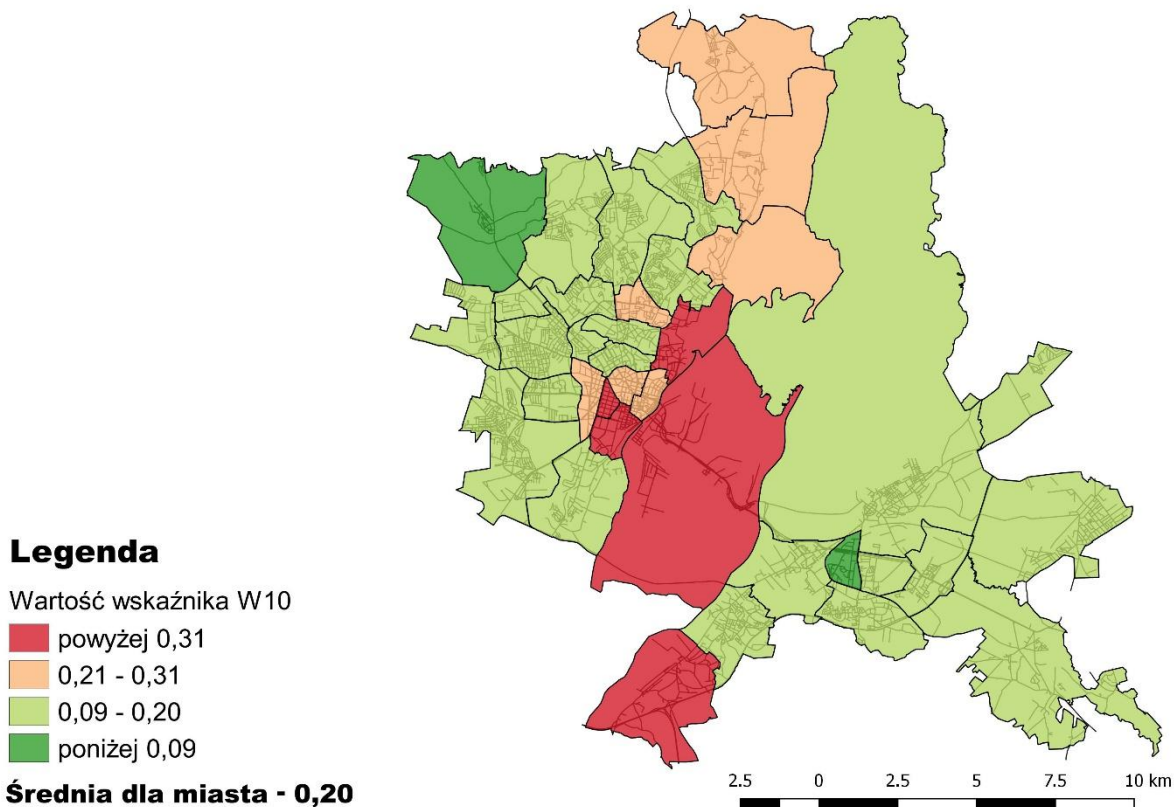 Legenda
Wartość wskaźnika W10
powyżej 0,31
0,21 - 0,31
0,09 - 0,20
poniżej 0,09
Średnia dla miasta - 0,20
2.5 0 2.5 5 7.5 10 km